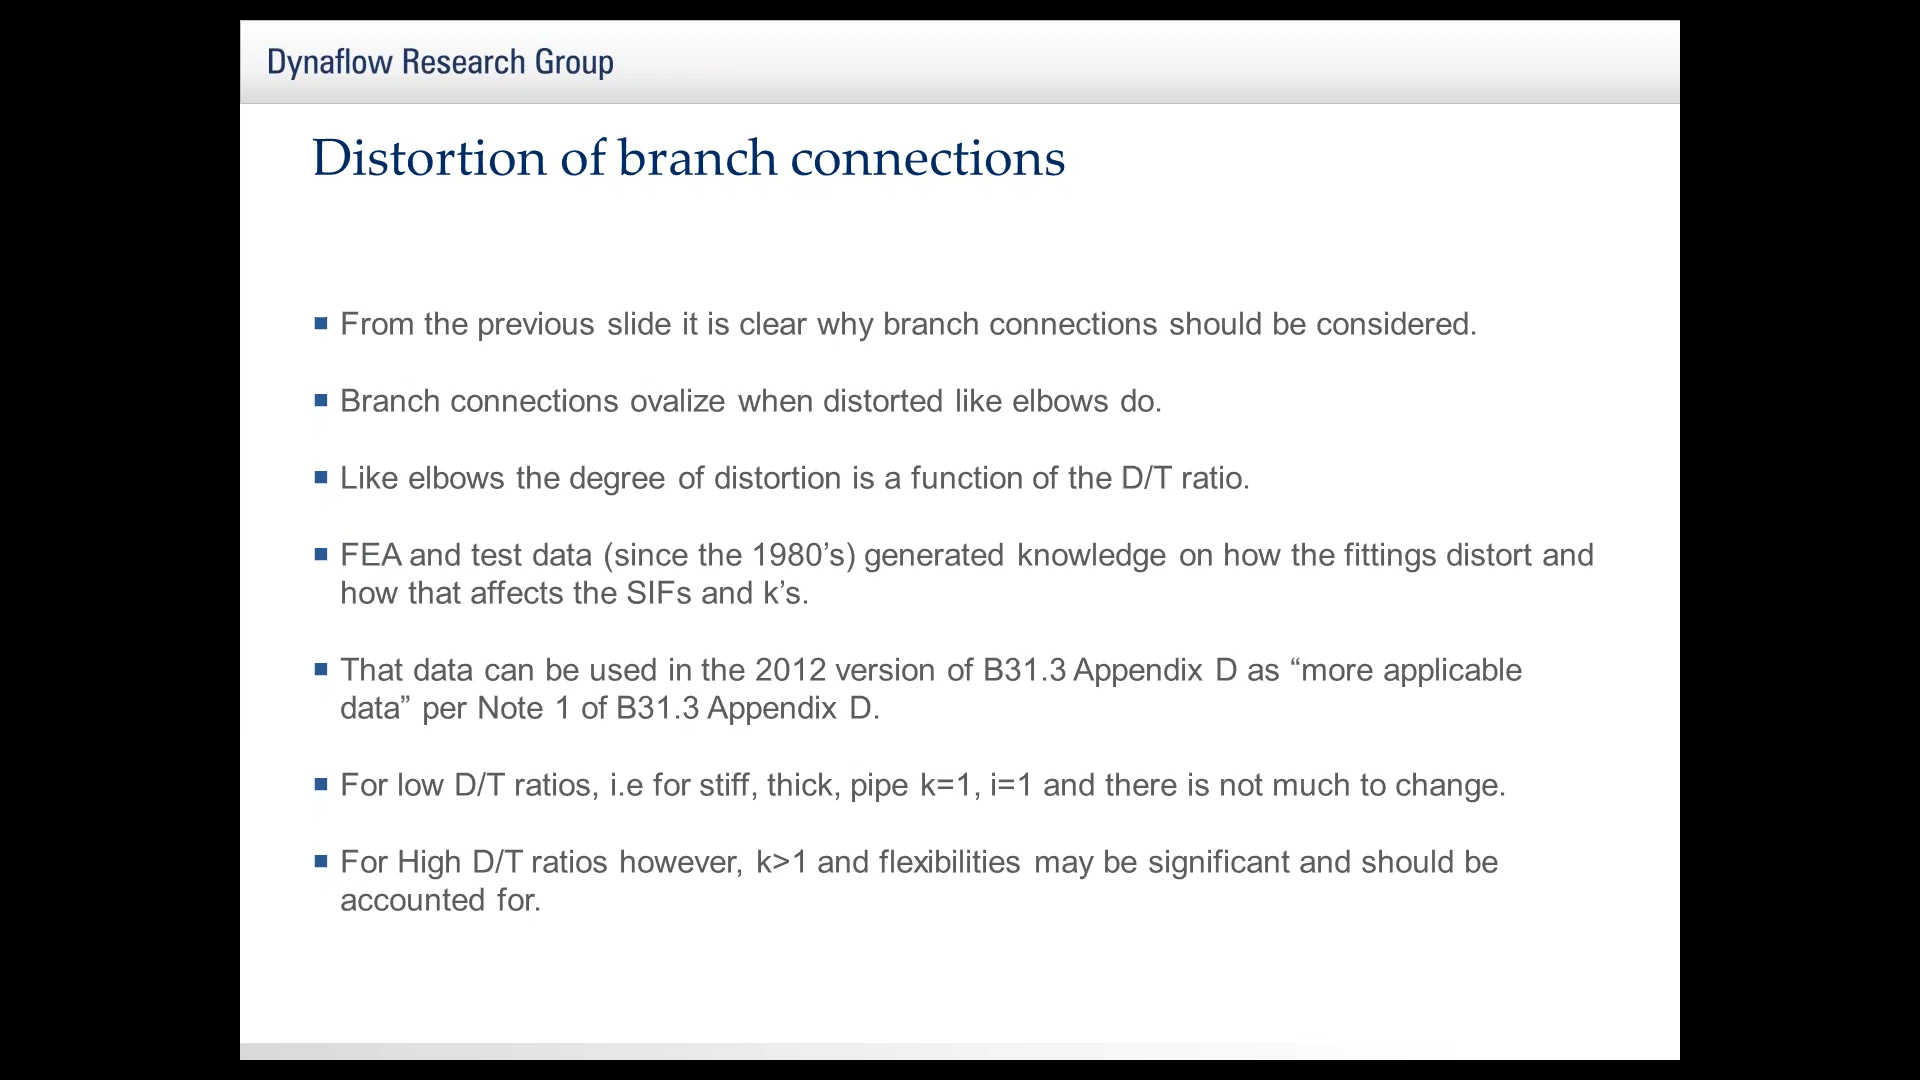 Dynaflow Research Group
Distortion of branch connections
From the previous slide it is clear why branch connections should be considered.
Branch connections ovalize when distorted like elbows do.
Like elbows the degree of distortion is a function of the D/T ratio.
FEA and test data (since the 1980’s) generated knowledge on how the fittings distort and
how that affects the SIFs and k’s.
That data can be used in the 2012 version of B31.3 Appendix D as “more applicable
data” per Note 1 of B31.3 Appendix D.
For low D/T ratios, i.e for stiff, thick, pipe k=1, i=1 and there is not much to change.
For High D/T ratios however, k>1 and flexibilities may be significant and should be
accounted for.